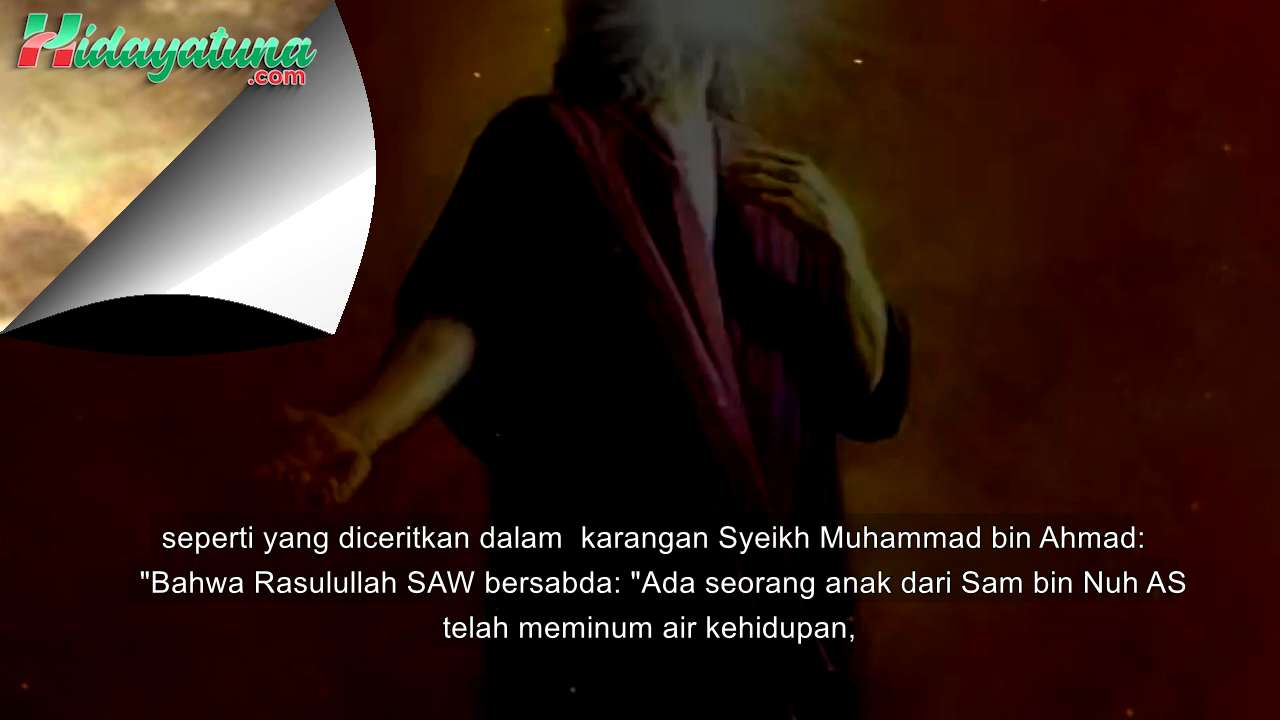 Hidayatuna
.com
seperti yang diceritkan dalam karangan Syeikh Muhammad bin Ahmad:
"Bahwa Rasulullah SAW bersabda: "Ada seorang anak dari Sam bin Nuh AS
telah meminum air kehidupan,